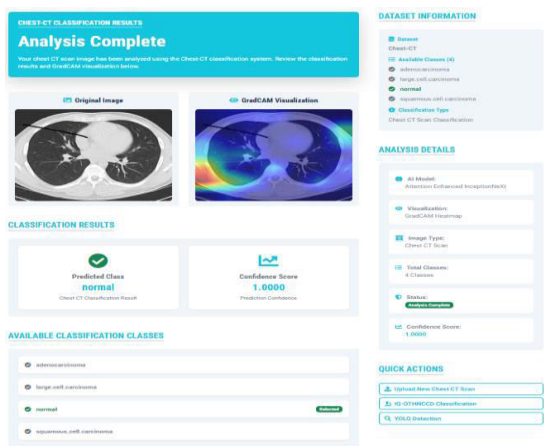 CHEST-CT CLASSIFICATION RESULTS
Analysis Complete
Your chest CT scan image has been analyzed using the Chest-CT classification system. Review the classification
results and GradCAM visualization below.
Original Image
GradCAM Visualization
CLASSIFICATION RESULTS
Predicted Class
normal
Chest-CT Classification Result
Confidence Score
1.0000
Prediction Confidence
AVAILABLE CLASSIFICATION CLASSES
adenocarcinoma
large.cell.carcinoma
normal
Detected
squamous.cell.carcinoma
DATASET INFORMATION
Dataset
Chest-CT
Available Classes (4)
adenocarcinoma
large.cell.carcinoma
normal
squamous.cell.carcinoma
Classification Type
Chest CT Scan Classification
ANALYSIS DETAILS
AI Model:
Attention Enhanced InceptionNeXt
Visualization:
GradCAM Heatmap
Image Type:
Chest CT Scan
Total Classes:
4 Classes
Status:
Analysis Complete
Confidence Score:
1.0000
QUICK ACTIONS
Upload New Chest CT Scan
IQ-OTHNCCD Classification
YOLO Detection